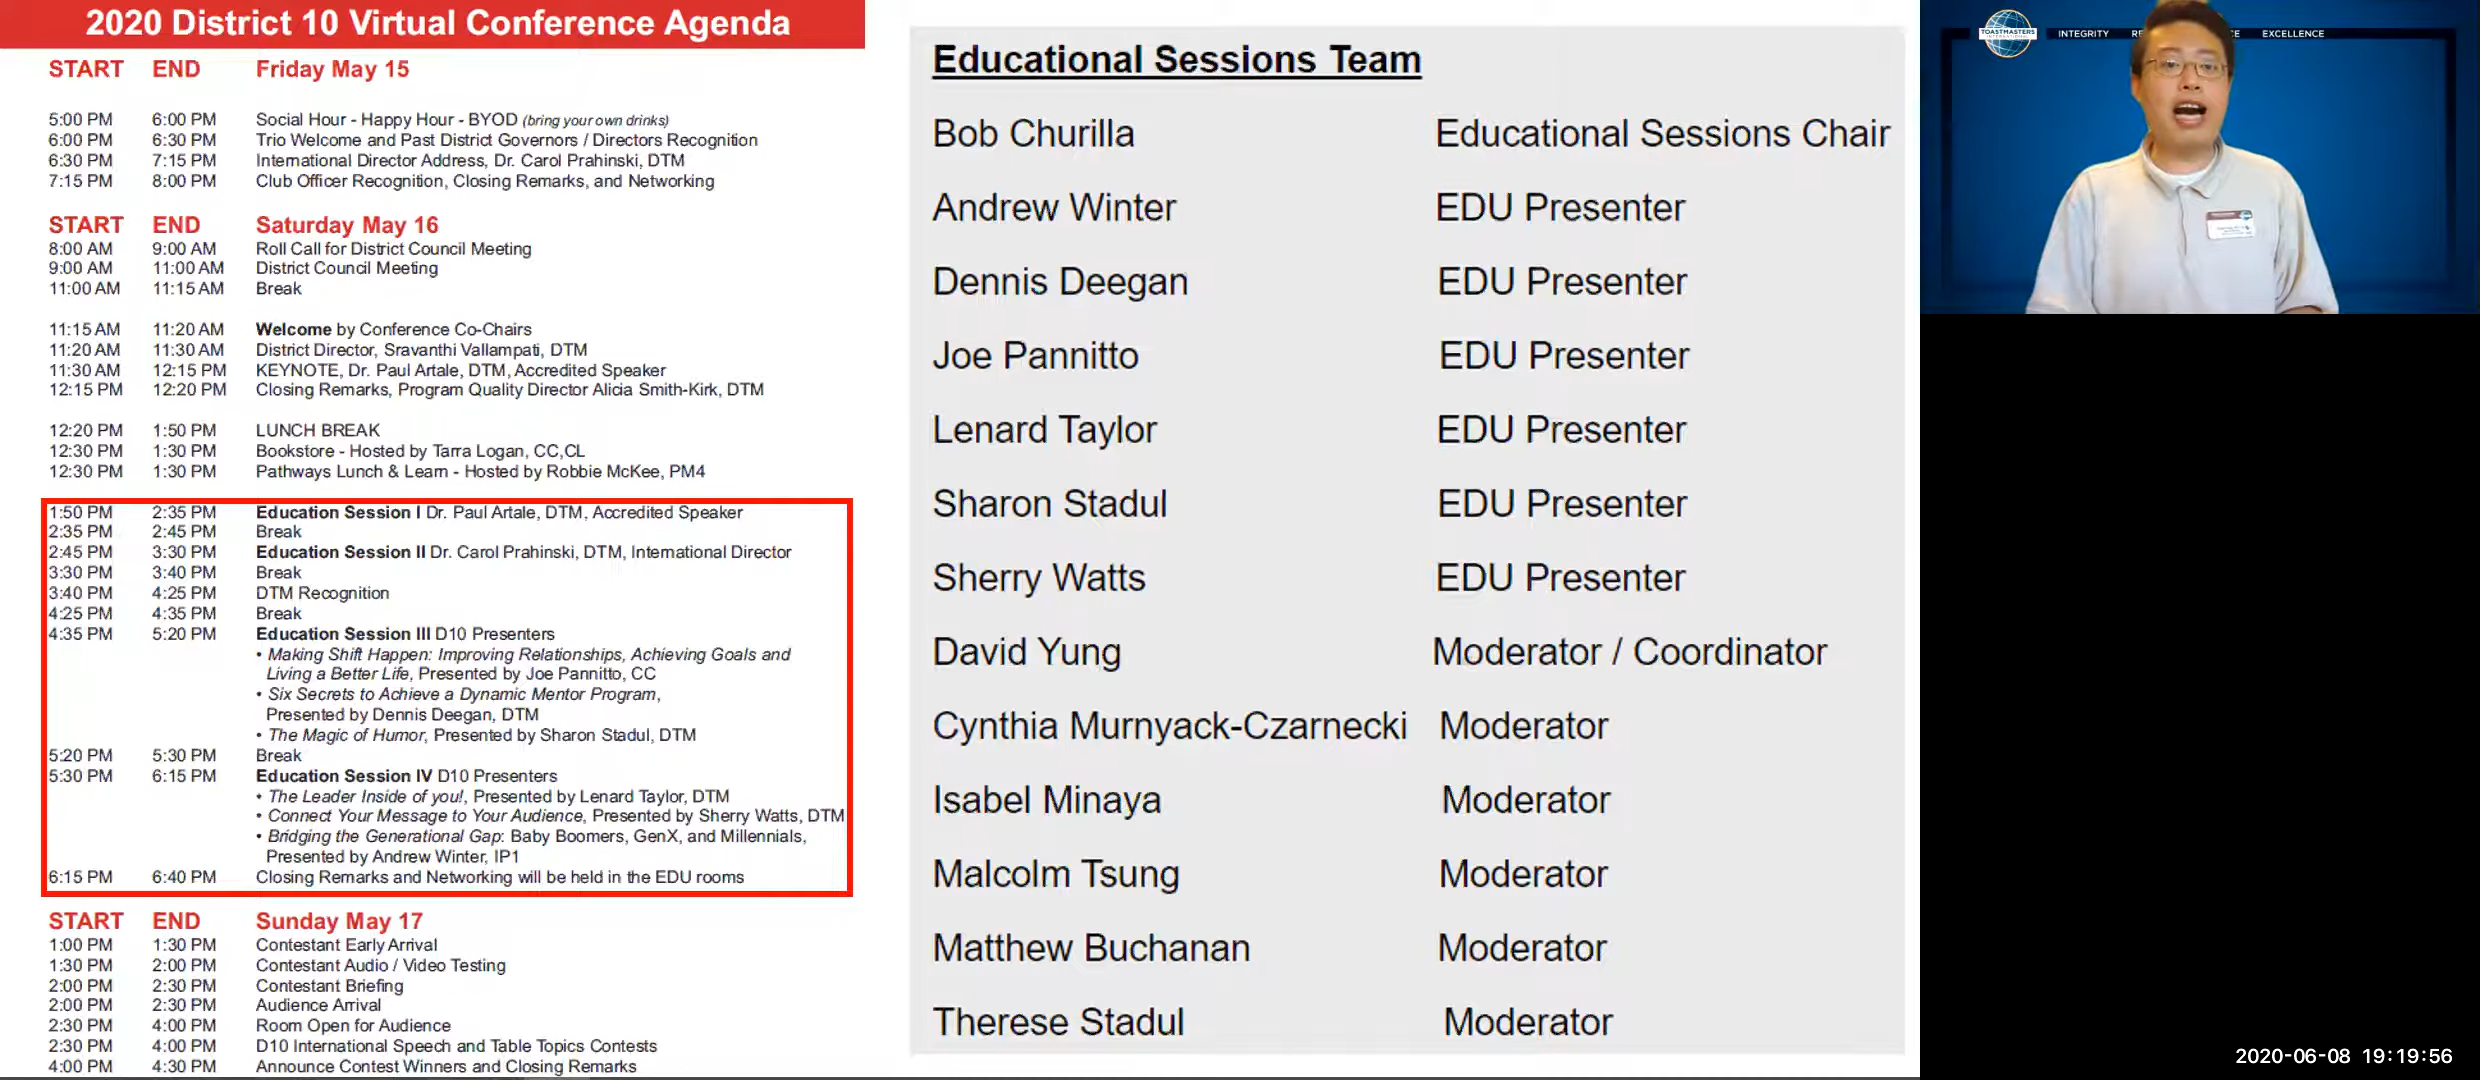 2020 District 10 Virtual Conference Agenda
START END Friday May 15
5:00 PM 6:00 PM Social Hour - Happy Hour - BYOD (bring your own drinks)
6:00 PM 6:30 PM Trio Welcome and Past District Governors / Directors Recognition
6:30 PM 7:15 PM International Director Address, Dr. Carol Prahinski, DTM
7:15 PM 8:00 PM Club Officer Recognition, Closing Remarks, and Networking
START END Saturday May 16
8:00 AM 9:00 AM Roll Call for District Council Meeting
9:00 AM 11:00 AM District Council Meeting
11:00 AM 11:15 AM Break
11:15 AM 11:20 AM Welcome by Conference Co-Chairs
11:20 AM 11:30 AM District Director, Sravanthi Vallampati, DTM
11:30 AM 12:15 PM KEYNOTE, Dr. Paul Artale, DTM, Accredited Speaker
12:15 PM 12:20 PM Closing Remarks, Program Quality Director Alicia Smith-Kirk, DTM
12:20 PM 1:50 PM LUNCH BREAK
12:30 PM 1:30 PM Bookstore - Hosted by Tarra Logan, CC,CL
12:30 PM 1:30 PM Pathways Lunch & Learn - Hosted by Robbie McKee, PM4
1:50 PM 2:35 PM Education Session I Dr. Paul Artale, DTM, Accredited Speaker
2:35 PM 2:45 PM Break
2:45 PM 3:30 PM Education Session II Dr. Carol Prahinski, DTM, International Director
3:30 PM 3:40 PM Break
3:40 PM 4:25 PM DTM Recognition
4:25 PM 4:35 PM Break
4:35 PM 5:20 PM Education Session III D10 Presenters
• Making Shift Happen: Improving Relationships, Achieving Goals and
Living a Better Life, Presented by Joe Pannitto, CC
• Six Secrets to Achieve a Dynamic Mentor Program,
Presented by Dennis Deegan, DTM
• The Magic of Humor, Presented by Sharon Stadul, DTM
5:20 PM 5:30 PM Break
5:30 PM 6:15 PM Education Session IV D10 Presenters
• The Leader Inside of you!, Presented by Lenard Taylor, DTM
• Connect Your Message to Your Audience, Presented by Sherry Watts, DTM
• Bridging the Generational Gap: Baby Boomers, GenX, and Millennials,
Presented by Andrew Winter, IP1
6:15 PM 6:40 PM Closing Remarks and Networking will be held in the EDU rooms
START END Sunday May 17
1:00 PM 1:30 PM Contestant Early Arrival
1:30 PM 2:00 PM Contestant Audio / Video Testing
2:00 PM 2:30 PM Contestant Briefing
2:00 PM 2:30 PM Audience Arrival
2:30 PM 4:00 PM Room Open for Audience
2:30 PM 4:00 PM D10 International Speech and Table Topics Contests
4:00 PM 4:30 PM Announce Contest Winners and Closing Remarks
Educational Sessions Team
Bob Churilla Educational Sessions Chair
Andrew Winter EDU Presenter
Dennis Deegan EDU Presenter
Joe Pannitto EDU Presenter
Lenard Taylor EDU Presenter
Sharon Stadul EDU Presenter
Sherry Watts EDU Presenter
David Yung Moderator / Coordinator
Cynthia Murnyack-Czarnecki Moderator
Isabel Minaya Moderator
Malcolm Tsung Moderator
Matthew Buchanan Moderator
Therese Stadul Moderator
TOASTMASTERS
INTEGRITY RE CE EXCELLENCE
2020-06-08 19:19:56